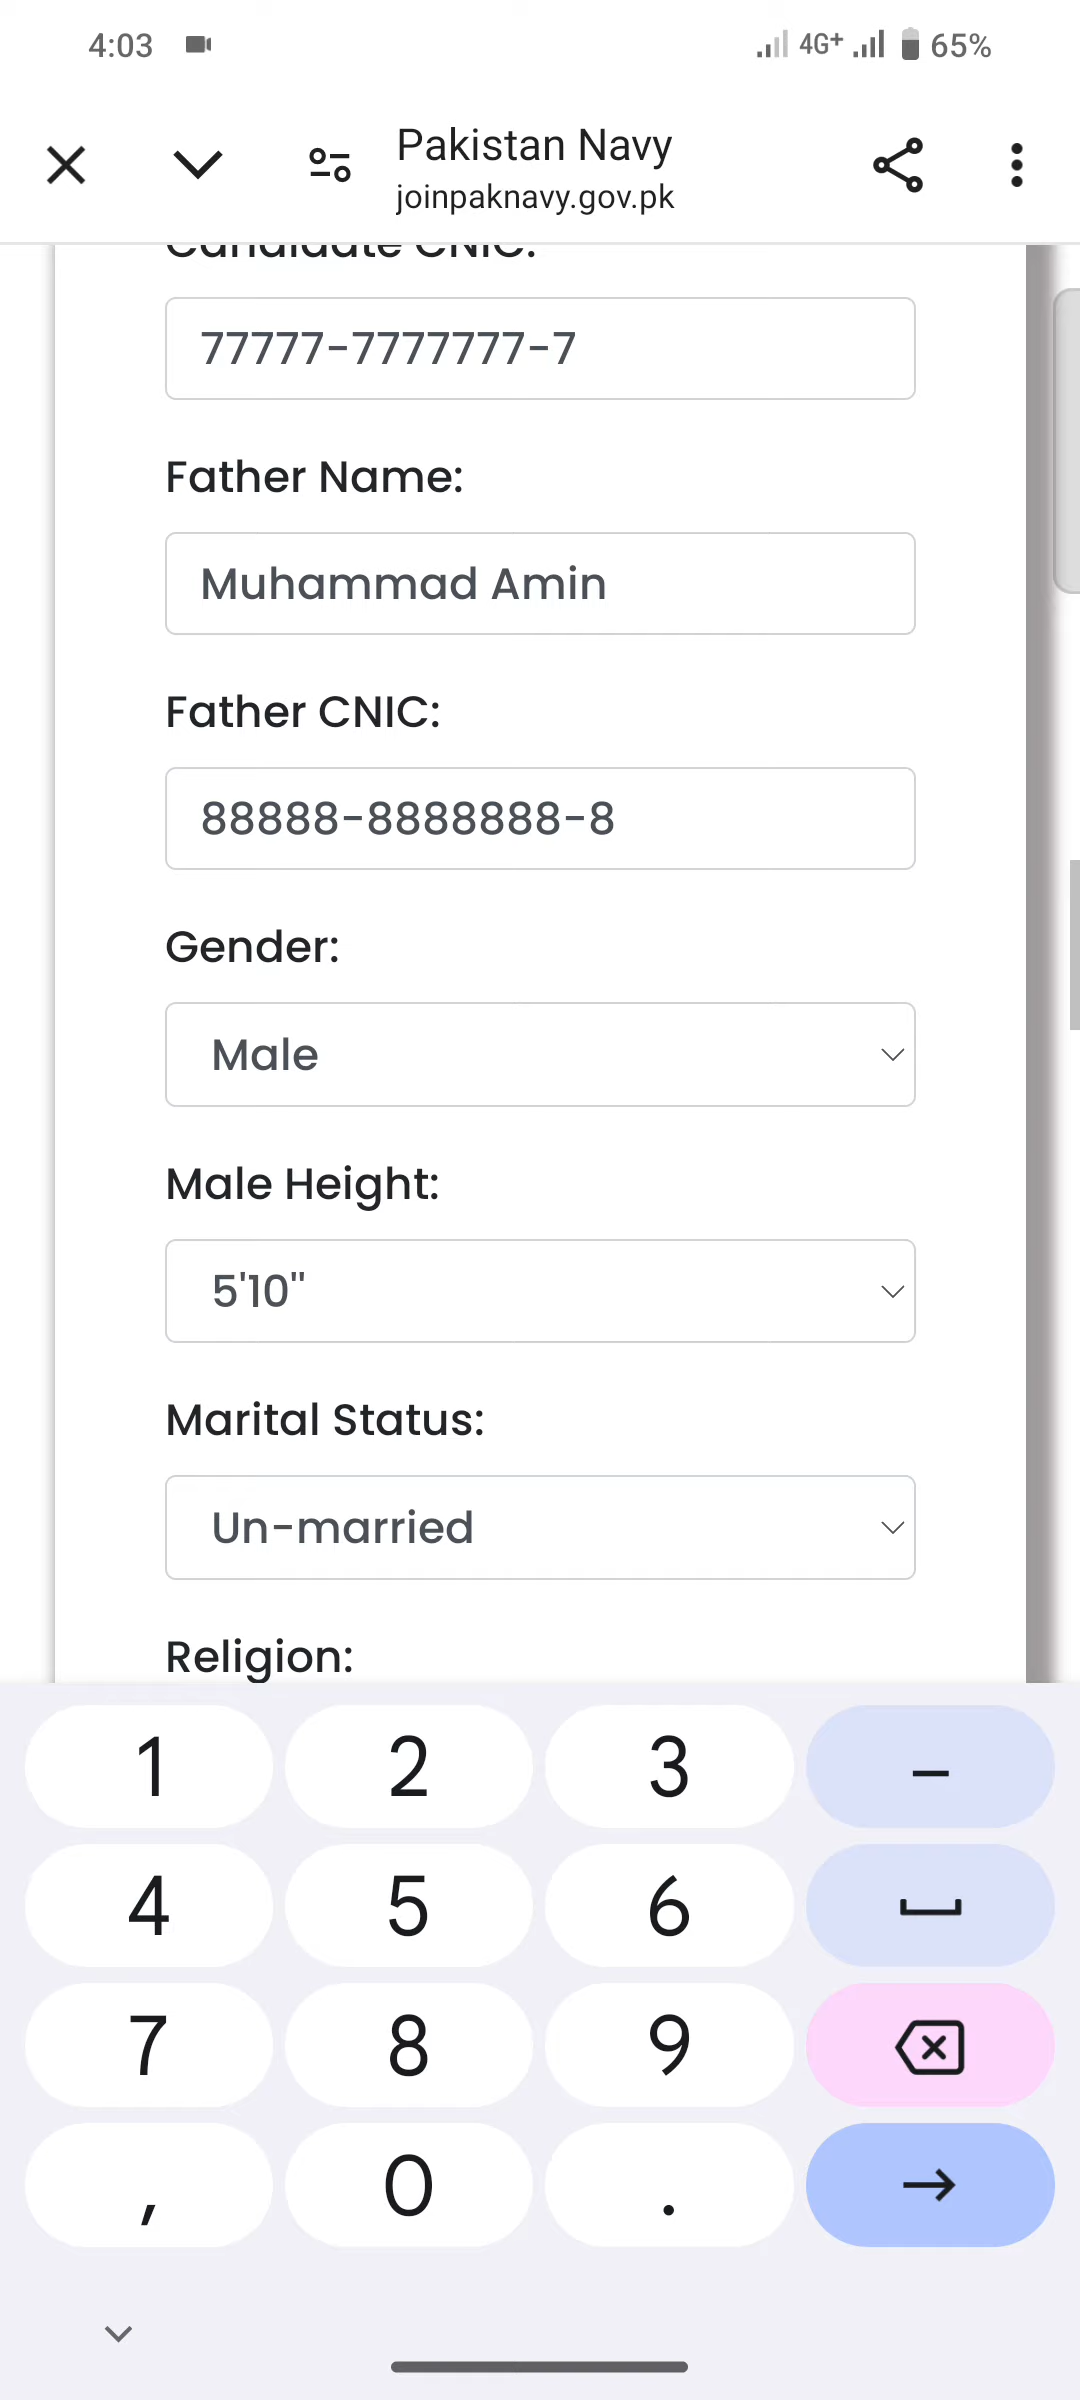 4:03
4G+ 65%
Pakistan Navy
joinpaknavy.gov.pk
Candidate CNIC:
77777-7777777-7
Father Name:
Muhammad Amin
Father CNIC:
88888-8888888-8
Gender:
Male
Male Height:
5'10"
Marital Status:
Un-married
Religion:
1 2 3 –
4 5 6
7 8 9
, 0 .